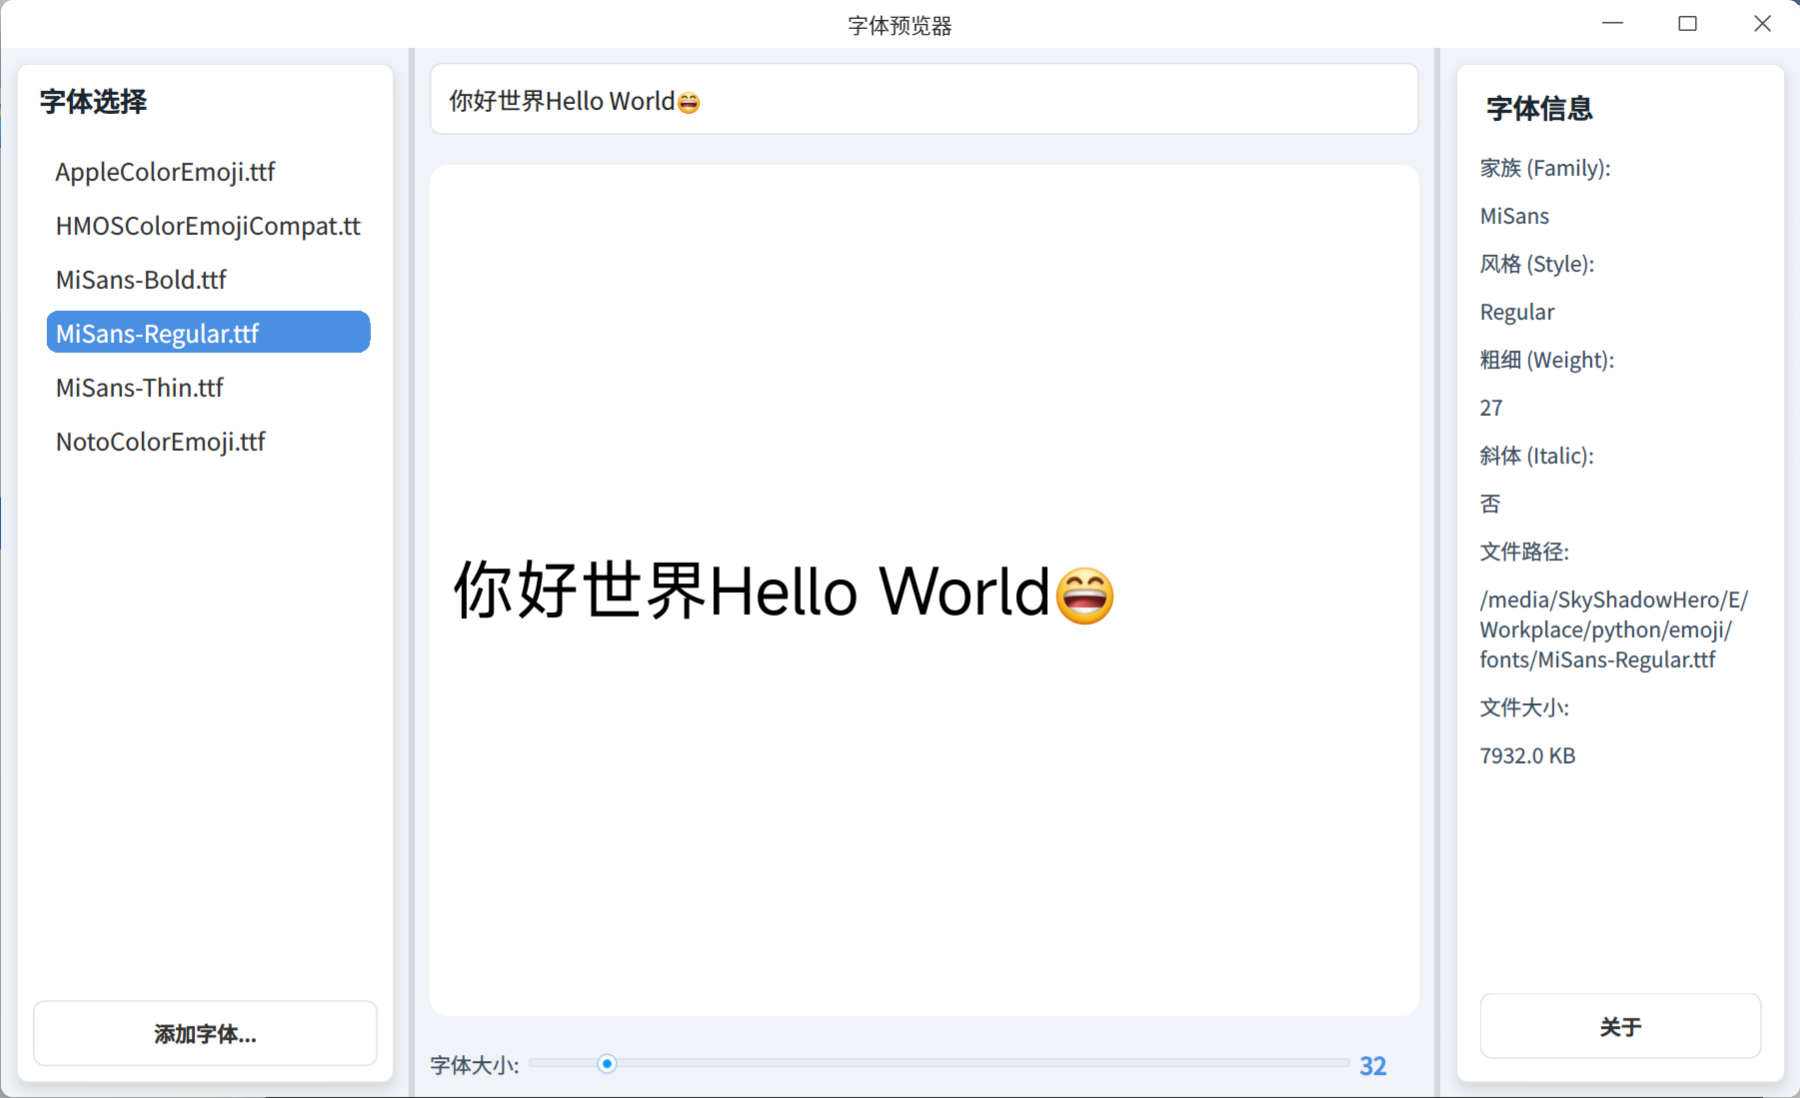 字体预览器
字体选择
AppleColorEmoji.ttf
HMOSColorEmojiCompat.tt
MiSans-Bold.ttf
MiSans-Regular.ttf
MiSans-Thin.ttf
NotoColorEmoji.ttf
添加字体...
你好世界Hello World😄
你好世界Hello World😄
字体大小:
32
字体信息
家族 (Family):
MiSans
风格 (Style):
Regular
粗细 (Weight):
27
斜体 (Italic):
否
文件路径:
/media/SkyShadowHero/E/
Workplace/python/emoji/
fonts/MiSans-Regular.ttf
文件大小:
7932.0 KB
关于